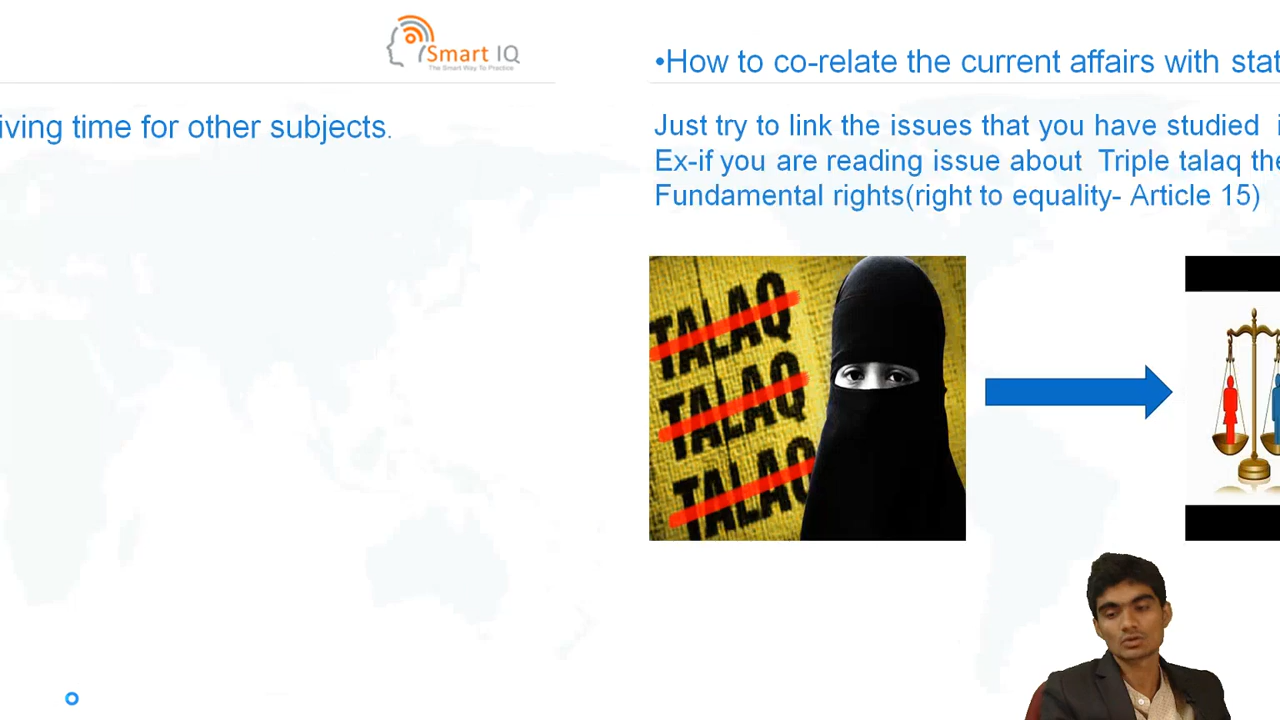 Smart IQ
The Smart Way To Practice
iving time for other subjects.
•How to co-relate the current affairs with stat
Just try to link the issues that you have studied i
Ex-if you are reading issue about Triple talaq the
Fundamental rights(right to equality- Article 15)
TALAQ
TALAQ
TALAQ